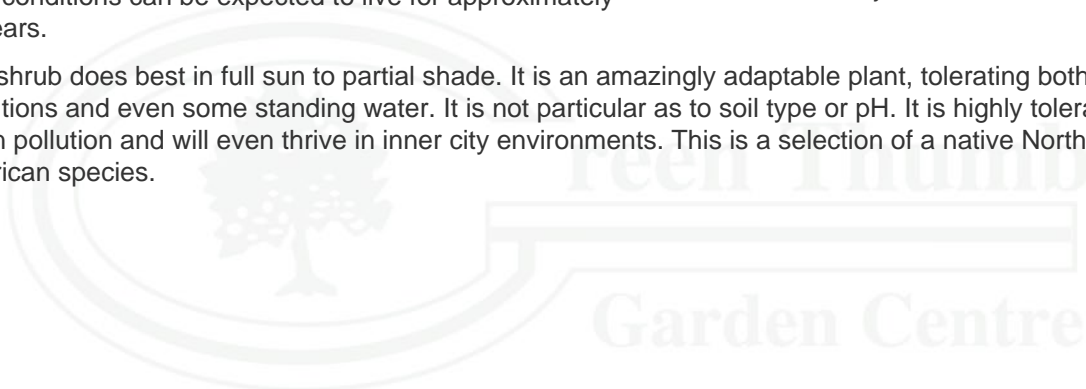 conditions can be expected to live for approximately
ears.
shrub does best in full sun to partial shade. It is an amazingly adaptable plant, tolerating both
tions and even some standing water. It is not particular as to soil type or pH. It is highly tolera
n pollution and will even thrive in inner city environments. This is a selection of a native North
rican species.
reen Thumb
Garden Centre